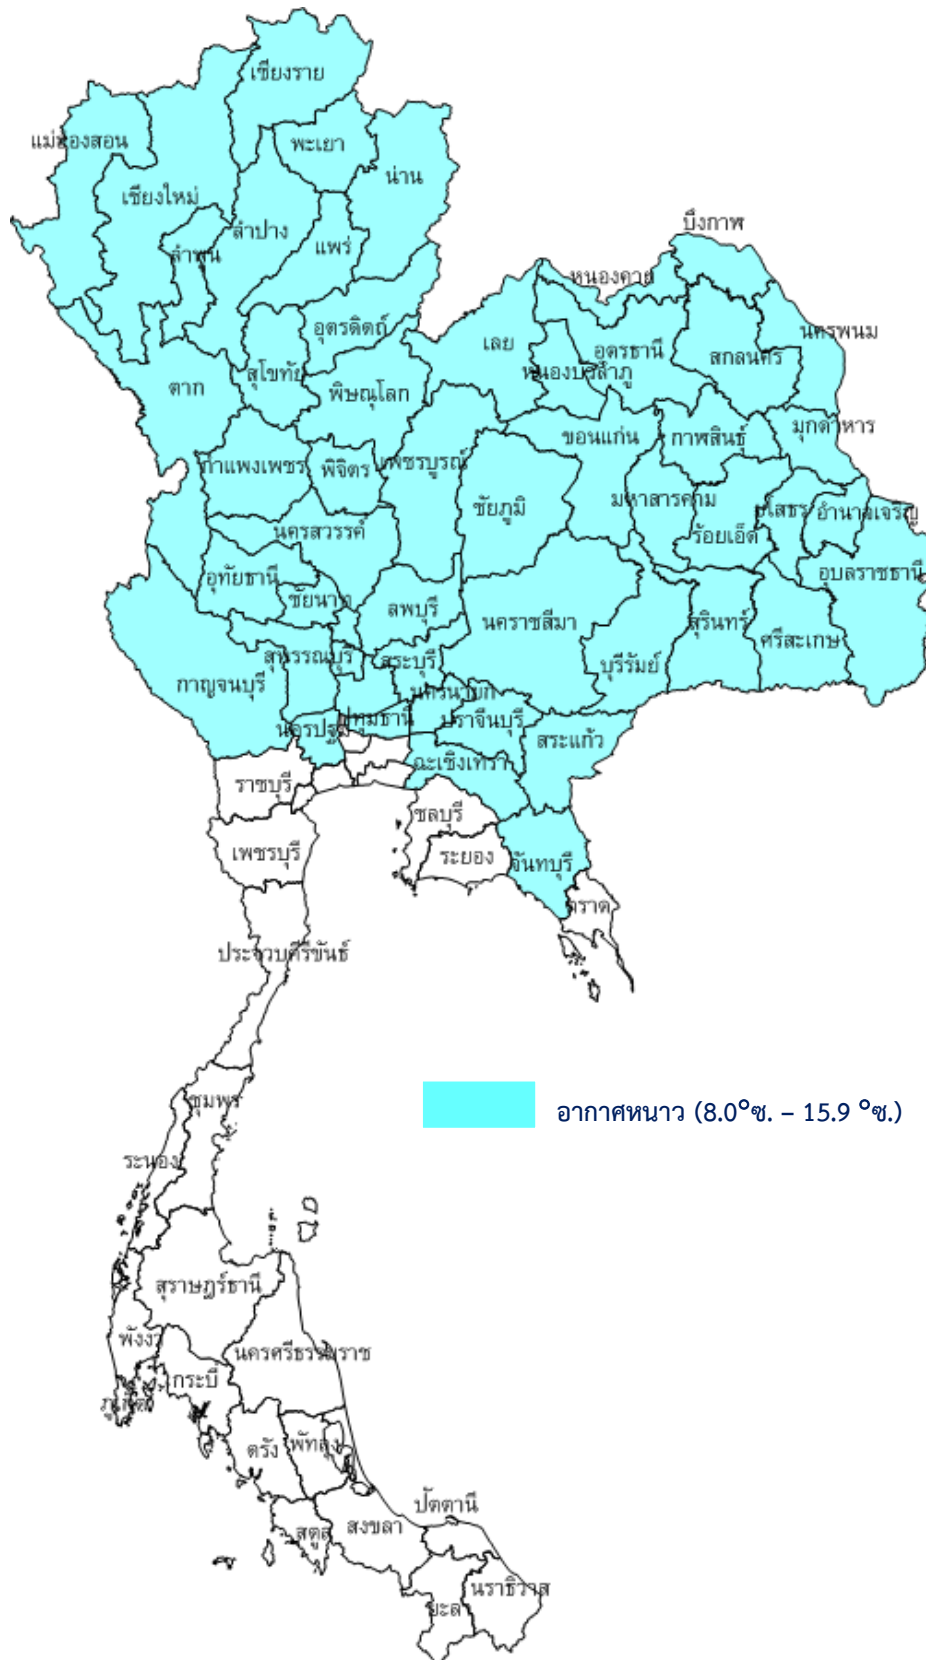 เชียงราย
แม่ฮ่องสอน
พะเยา
น่าน
เชียงใหม่
ลำปาง
แพร่
ลำพูน
บึงกาฬ
หนองคาย
อุตรดิตถ์
นครพนม
เลย
อุดรธานี
สกลนคร
สุโขทัย
หนองบัวลำภู
ตาก
พิษณุโลก
มุกดาหาร
ขอนแก่น
กาฬสินธุ์
กำแพงเพชร
พิจิตร
เพชรบูรณ์
มหาสารคาม
ชัยภูมิ
ยโสธร
อำนาจเจริญ
นครสวรรค์
ร้อยเอ็ด
อุทัยธานี
อุบลราชธานี
ชัยนาท
ลพบุรี
นคราชสีมา
สุรินทร์
ศรีสะเกษ
สุพรรณบุรี
สระบุรี
บุรีรัมย์
กาญจนบุรี
นครนายก
ปทุมธานี
ปราจีนบุรี
นครปฐม
สระแก้ว
ฉะเชิงเทรา
ราชบุรี
ชลบุรี
เพชรบุรี
ระยอง
จันทบุรี
ตราด
ประจวบคีรีขันธ์
ชุมพร
อากาศหนาว (8.0°ซ. – 15.9 °ซ.)
ระนอง
สุราษฎร์ธานี
พังงา
นครศรีธรรมราช
กระบี่
ภูเก็ต
ตรัง
พัทลุง
ปัตตานี
สตูล
สงขลา
นราธิวาส
ยะลา